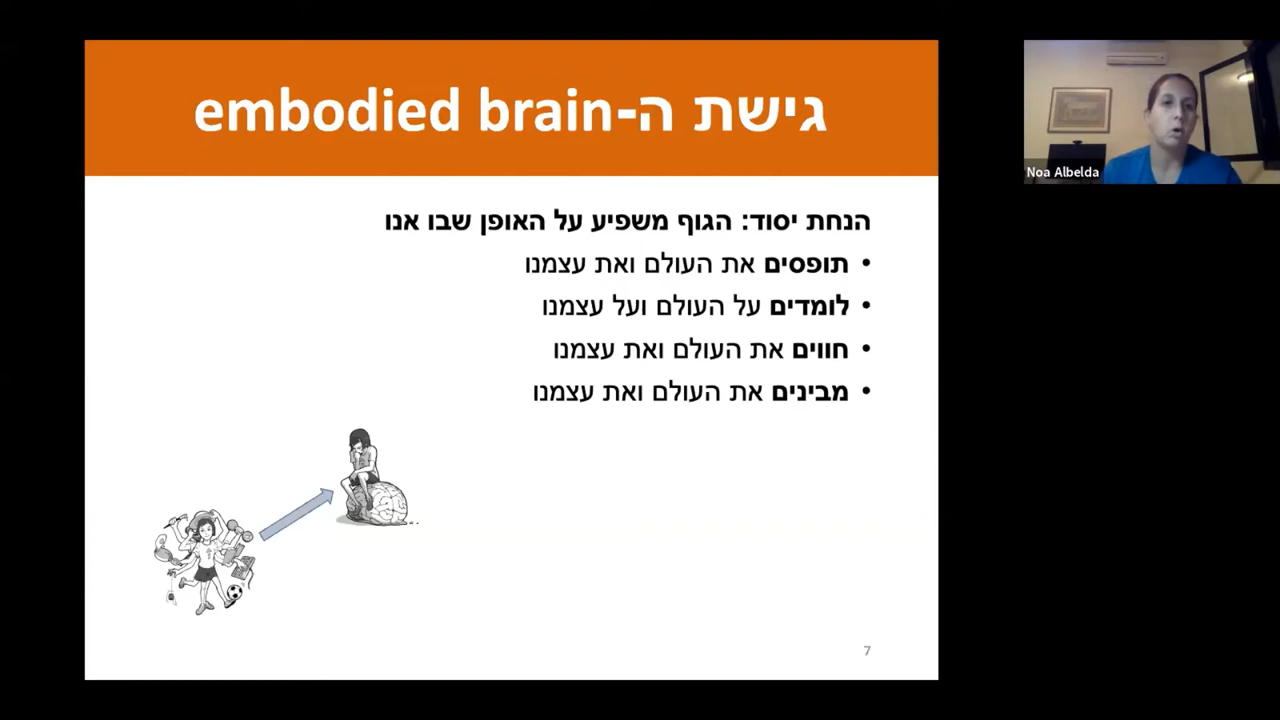 גישת ה-embodied brain
הנחת יסוד: הגוף משפיע על האופן שבו אנו
• תופסים את העולם ואת עצמנו
• לומדים על העולם ועל עצמנו
• חווים את העולם ואת עצמנו
• מבינים את העולם ואת עצמנו
7
Noa Albelda